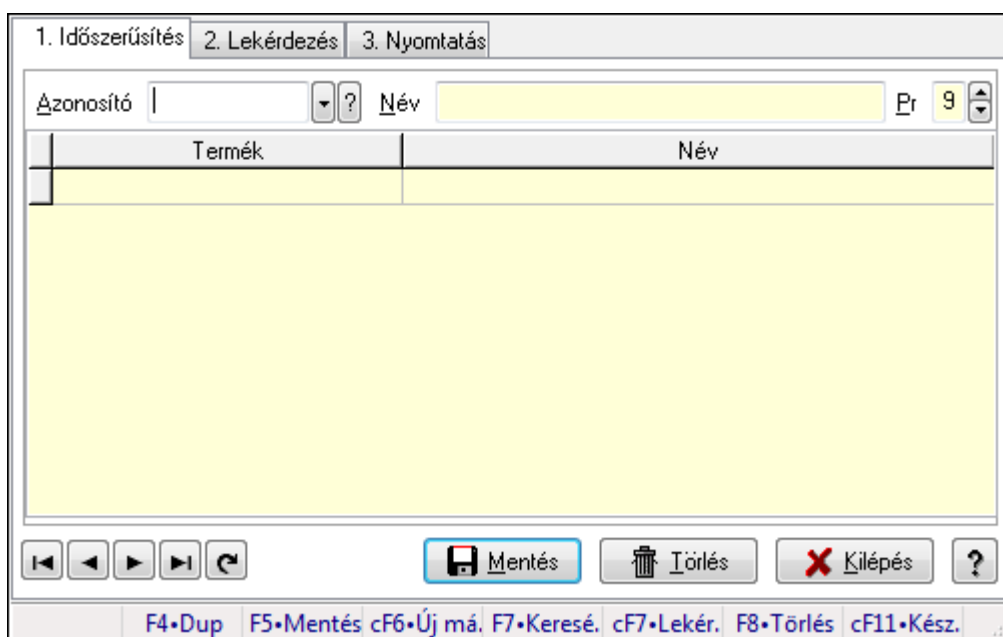 1. Időszerűsítés 2. Lekérdezés 3. Nyomtatás
Azonosító ? Név Pr 9
Termék Név
Mentés Törlés Kilépés ?
F4•Dup F5•Mentés cF6•Új má. F7•Keresé. cF7•Lekér. F8•Törlés cF11•Kész.